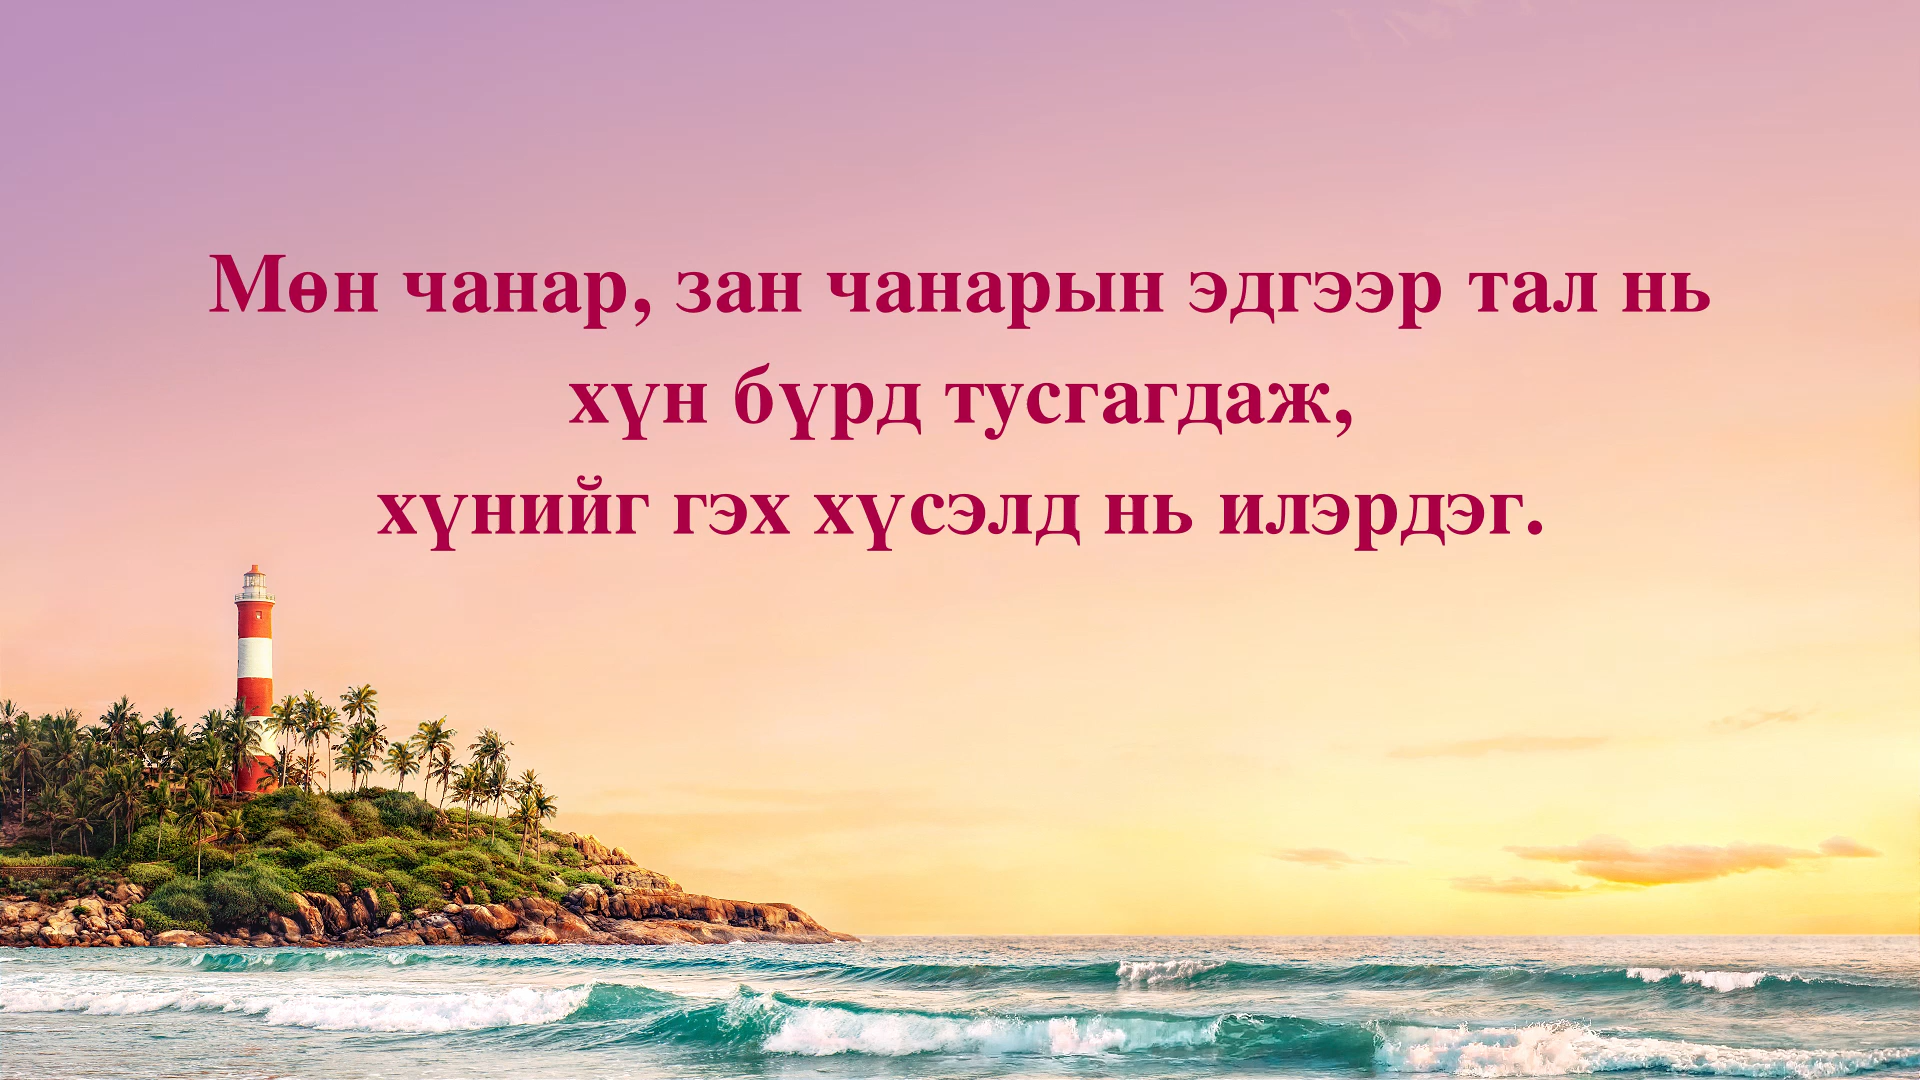 Мөн чанар, зан чанарын эдгээр тал нь
хүн бүрд тусгагдаж,
хүнийг гэх хүсэлд нь илэрдэг.